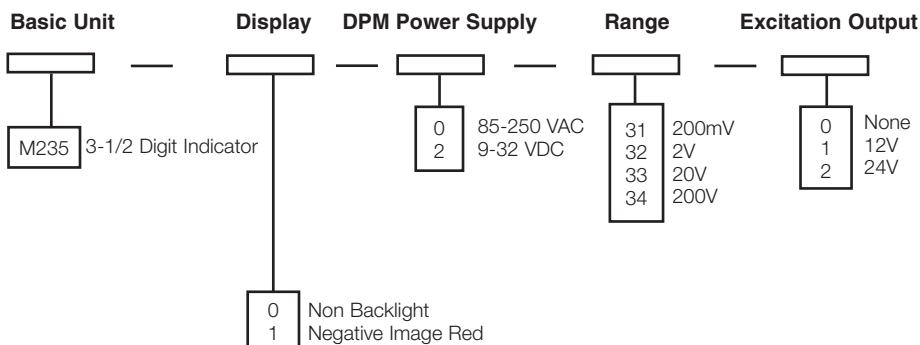 Basic Unit Display DPM Power Supply Range Excitation Output
M235 3-1/2 Digit Indicator
0 85-250 VAC
2 9-32 VDC
31 200mV
32 2V
33 20V
34 200V
0 None
1 12V
2 24V
0 Non Backlight
1 Negative Image Red